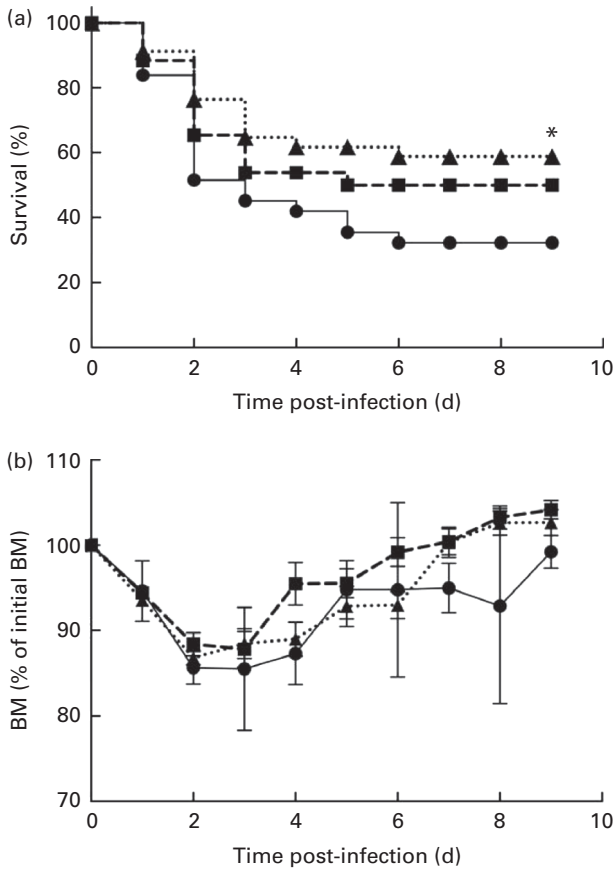 (a)
100
80
60
40
20
0
Survival (%)
*
0 2 4 6 8 10
Time post-infection (d)
(b)
110
100
90
80
70
BM (% of initial BM)
0 2 4 6 8 10
Time post-infection (d)